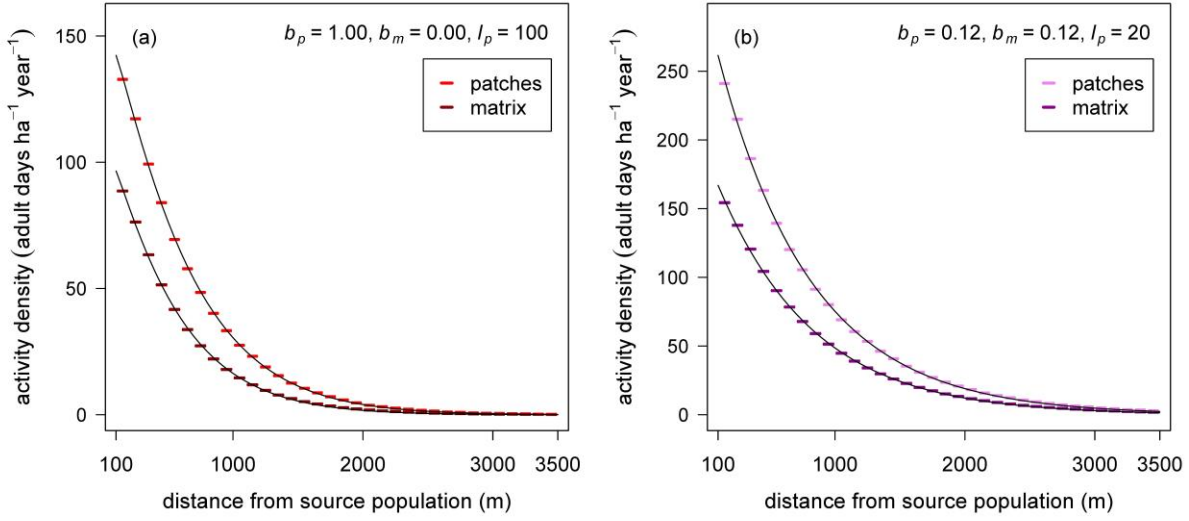 (a)
b_p = 1.00, b_m = 0.00, l_p = 100
patches
matrix
activity density (adult days ha⁻¹ year⁻¹)
150
100
50
0
100 1000 2000 3000 3500
distance from source population (m)
(b)
b_p = 0.12, b_m = 0.12, l_p = 20
patches
matrix
activity density (adult days ha⁻¹ year⁻¹)
250
200
150
100
50
0
100 1000 2000 3000 3500
distance from source population (m)